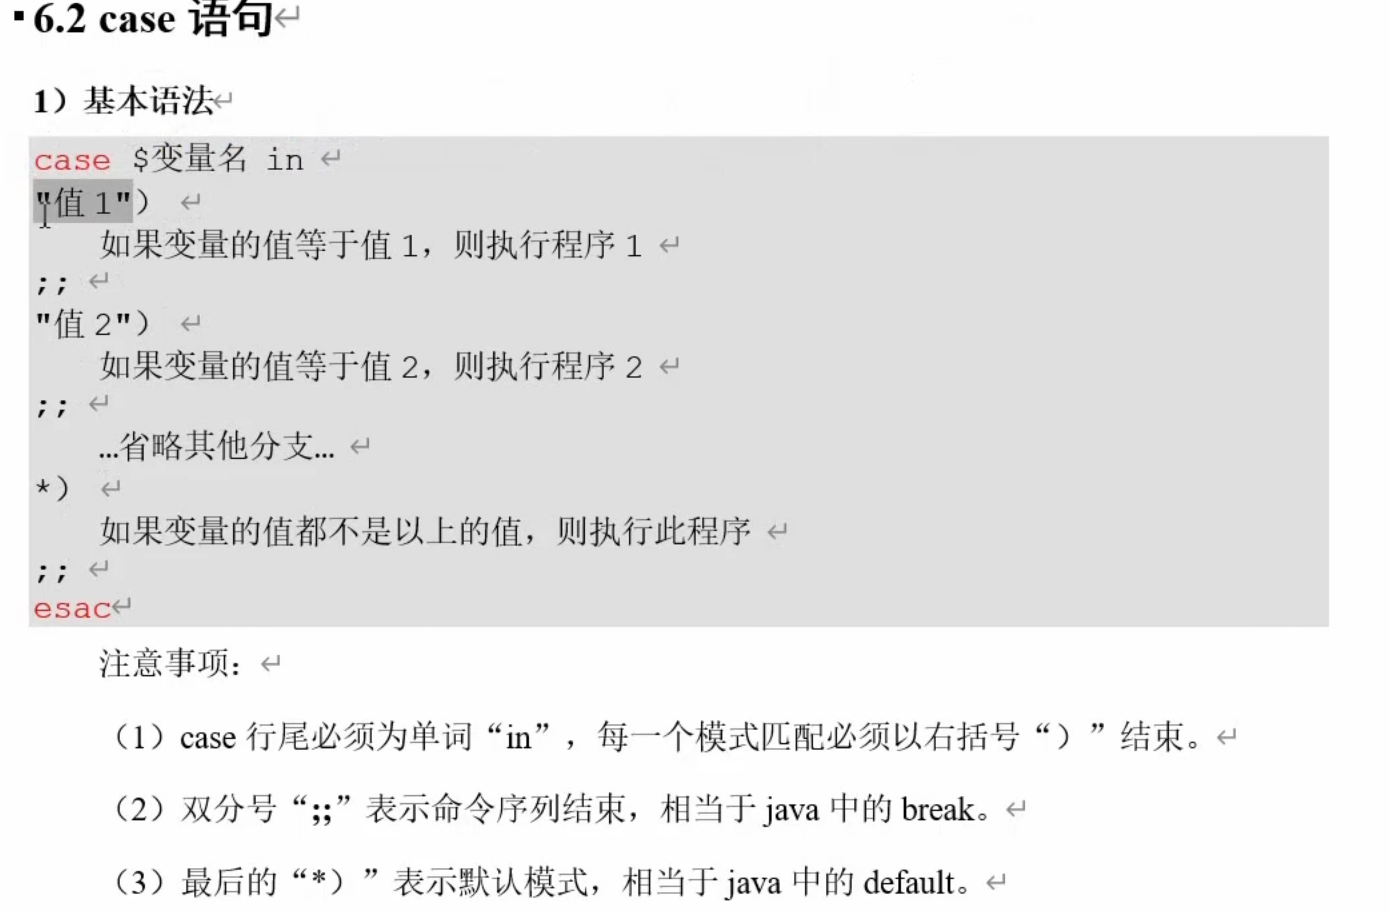 ▪6.2 case 语句↵
1）基本语法↵
case $变量名 in ↵
"值 1"） ↵
如果变量的值等于值 1，则执行程序 1 ↵
;; ↵
"值 2"） ↵
如果变量的值等于值 2，则执行程序 2 ↵
;; ↵
…省略其他分支… ↵
*） ↵
如果变量的值都不是以上的值，则执行此程序 ↵
;; ↵
esac↵
注意事项：↵
（1）case 行尾必须为单词“in”，每一个模式匹配必须以右括号“）”结束。↵
（2）双分号“;;”表示命令序列结束，相当于 java 中的 break。↵
（3）最后的“*）”表示默认模式，相当于 java 中的 default。↵